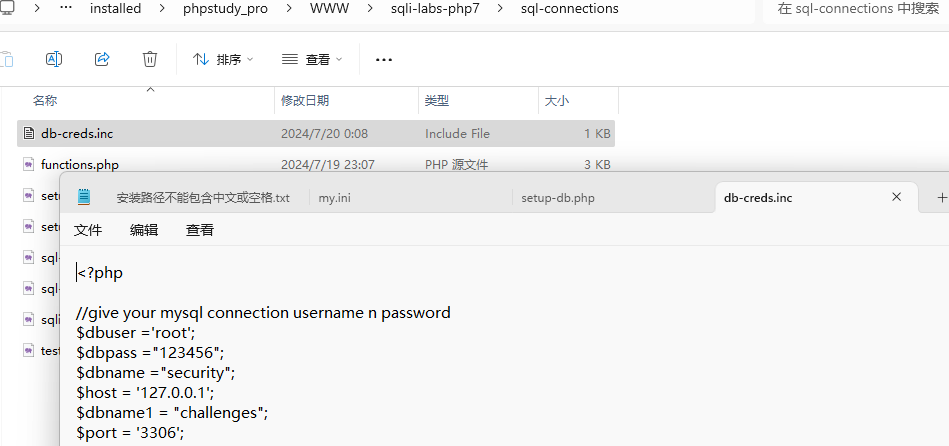 installed > phpstudy_pro > WWW > sqli-labs-php7 > sql-connections 在 sql-connections 中搜索
排序 查看
名称 修改日期 类型 大小
db-creds.inc 2024/7/20 0:08 Include File 1 KB
functions.php 2024/7/19 23:07 PHP 源文件 3 KB
setu
安装路径不能包含中文或空格.txt my.ini setup-db.php db-creds.inc
setu
文件 编辑 查看
sql-
<?php
sql-
//give your mysql connection username n password
sqli
$dbuser ='root';
test
$dbpass ="123456";
$dbname ="security";
$host = '127.0.0.1';
$dbname1 = "challenges";
$port = '3306';